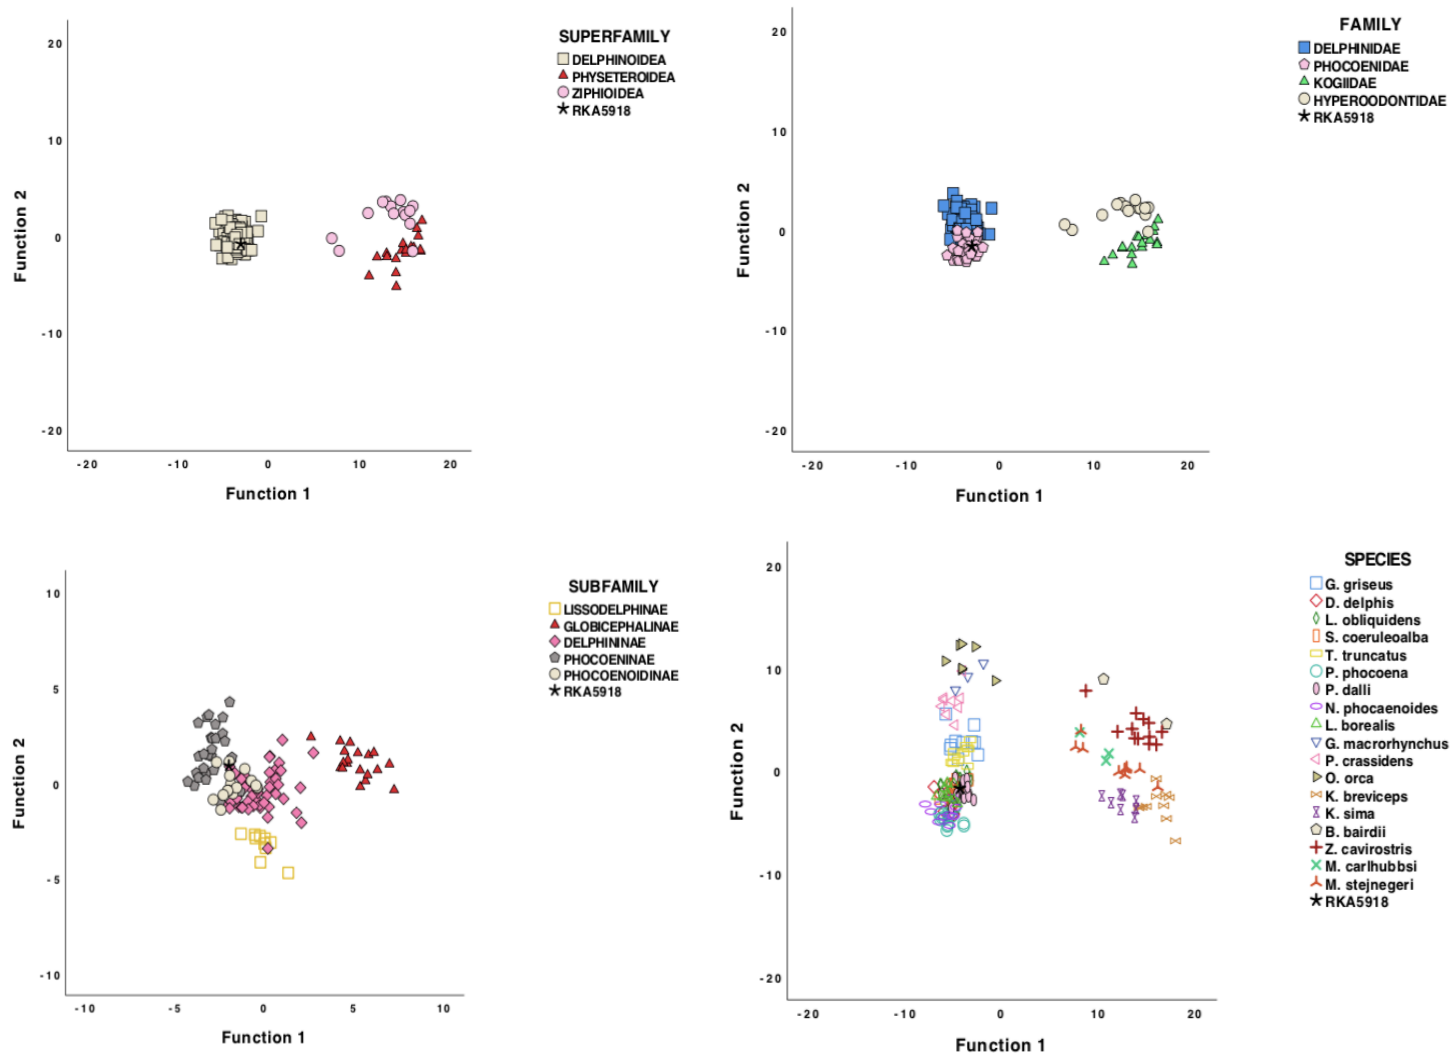 SUPERFAMILY
DELPHINOIDEA
PHYSETEROIDEA
ZIPHIOIDEA
RKA5918
20
10
0
-10
-20
Function 2
-20 -10 0 10 20
Function 1
FAMILY
DELPHINIDAE
PHOCOENIDAE
KOGIIDAE
HYPEROODONTIDAE
RKA5918
20
10
0
-10
-20
Function 2
-20 -10 0 10 20
Function 1
SUBFAMILY
LISSODELPHINAE
GLOBICEPHALINAE
DELPHININAE
PHOCOENINAE
PHOCOENOIDINAE
RKA5918
10
5
0
-5
-10
Function 2
-10 -5 0 5 10
Function 1
SPECIES
G. griseus
D. delphis
L. obliquidens
S. coeruleoalba
T. truncatus
P. phocoena
P. dalli
N. phocaenoides
L. borealis
G. macrorhynchus
P. crassidens
O. orca
K. breviceps
K. sima
B. bairdii
Z. cavirostris
M. carlhubbsi
M. stejnegeri
RKA5918
20
10
0
-10
-20
Function 2
-20 -10 0 10 20
Function 1